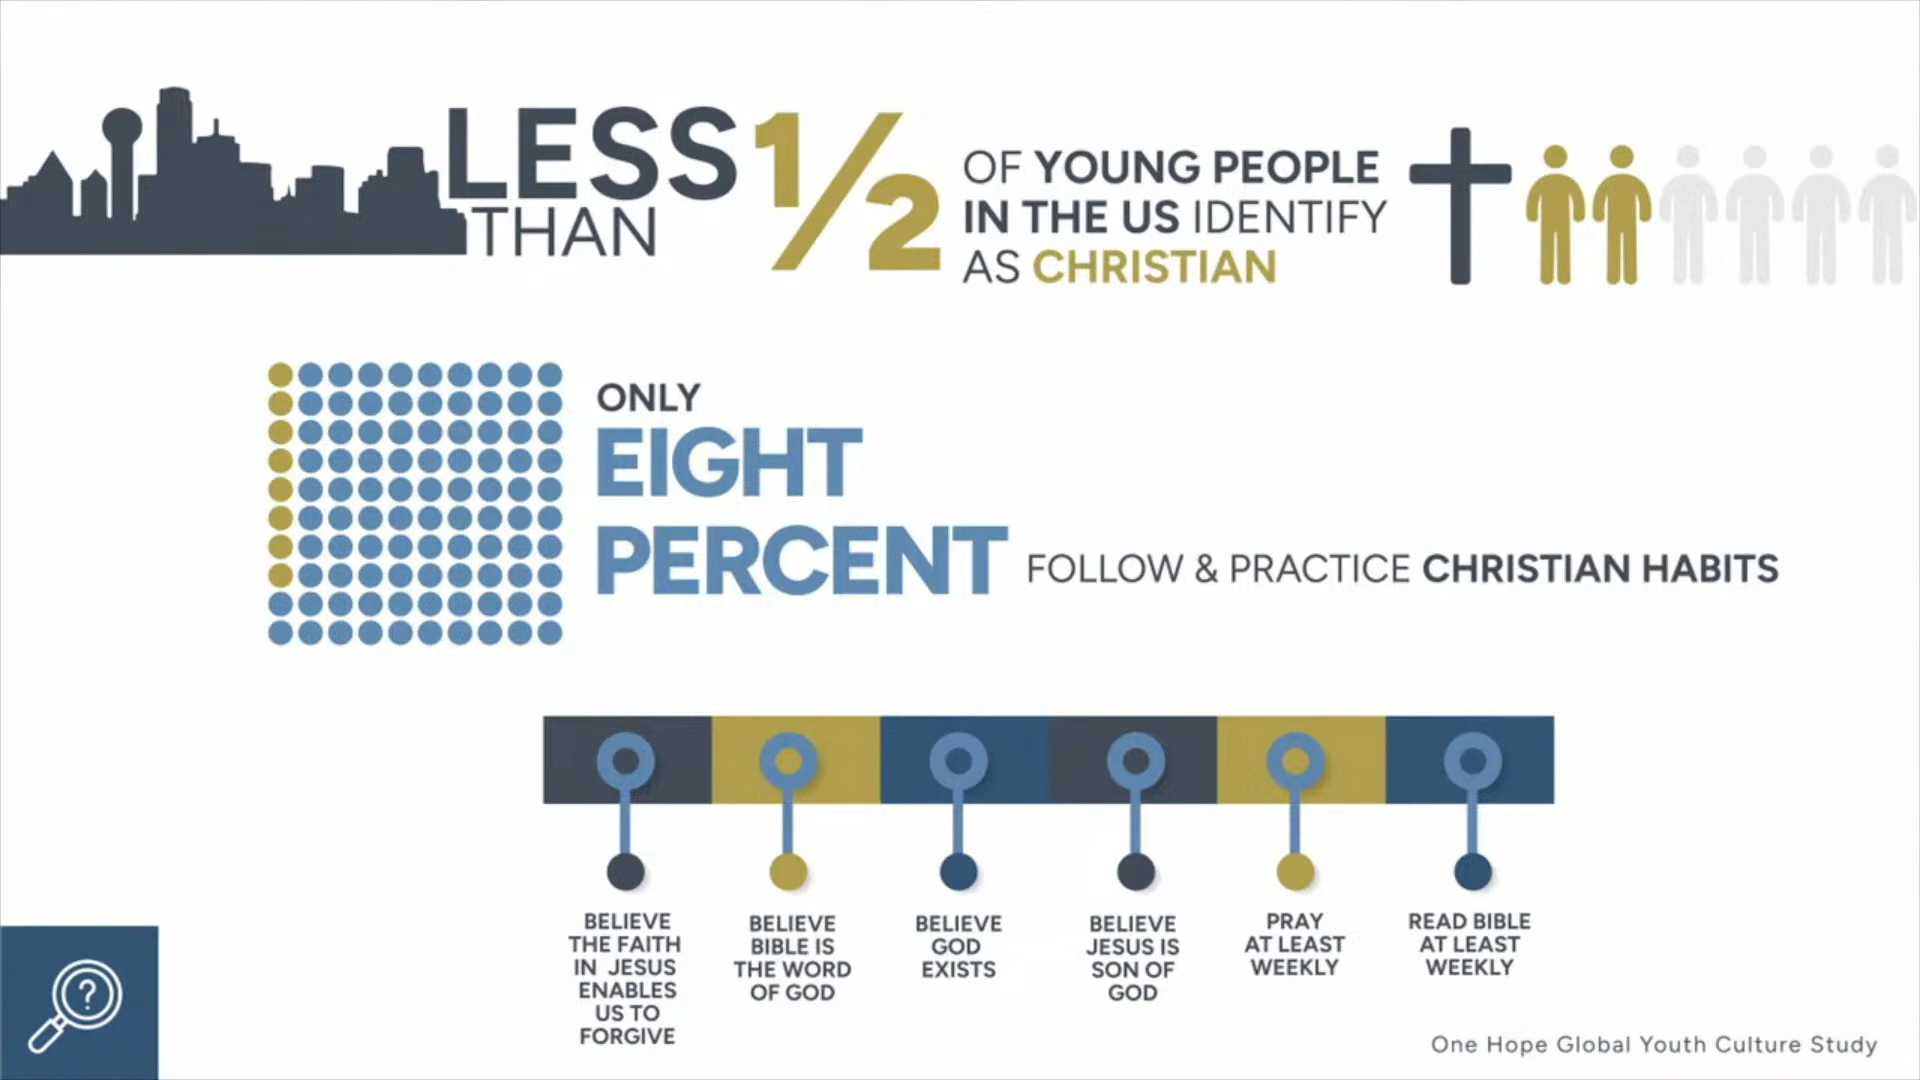 LESS
THAN
1/2
OF YOUNG PEOPLE
IN THE US IDENTIFY
AS CHRISTIAN
ONLY
EIGHT
PERCENT FOLLOW & PRACTICE CHRISTIAN HABITS
BELIEVE
THE FAITH
IN JESUS
ENABLES
US TO
FORGIVE
BELIEVE
BIBLE IS
THE WORD
OF GOD
BELIEVE
GOD
EXISTS
BELIEVE
JESUS IS
SON OF
GOD
PRAY
AT LEAST
WEEKLY
READ BIBLE
AT LEAST
WEEKLY
?
One Hope Global Youth Culture Study